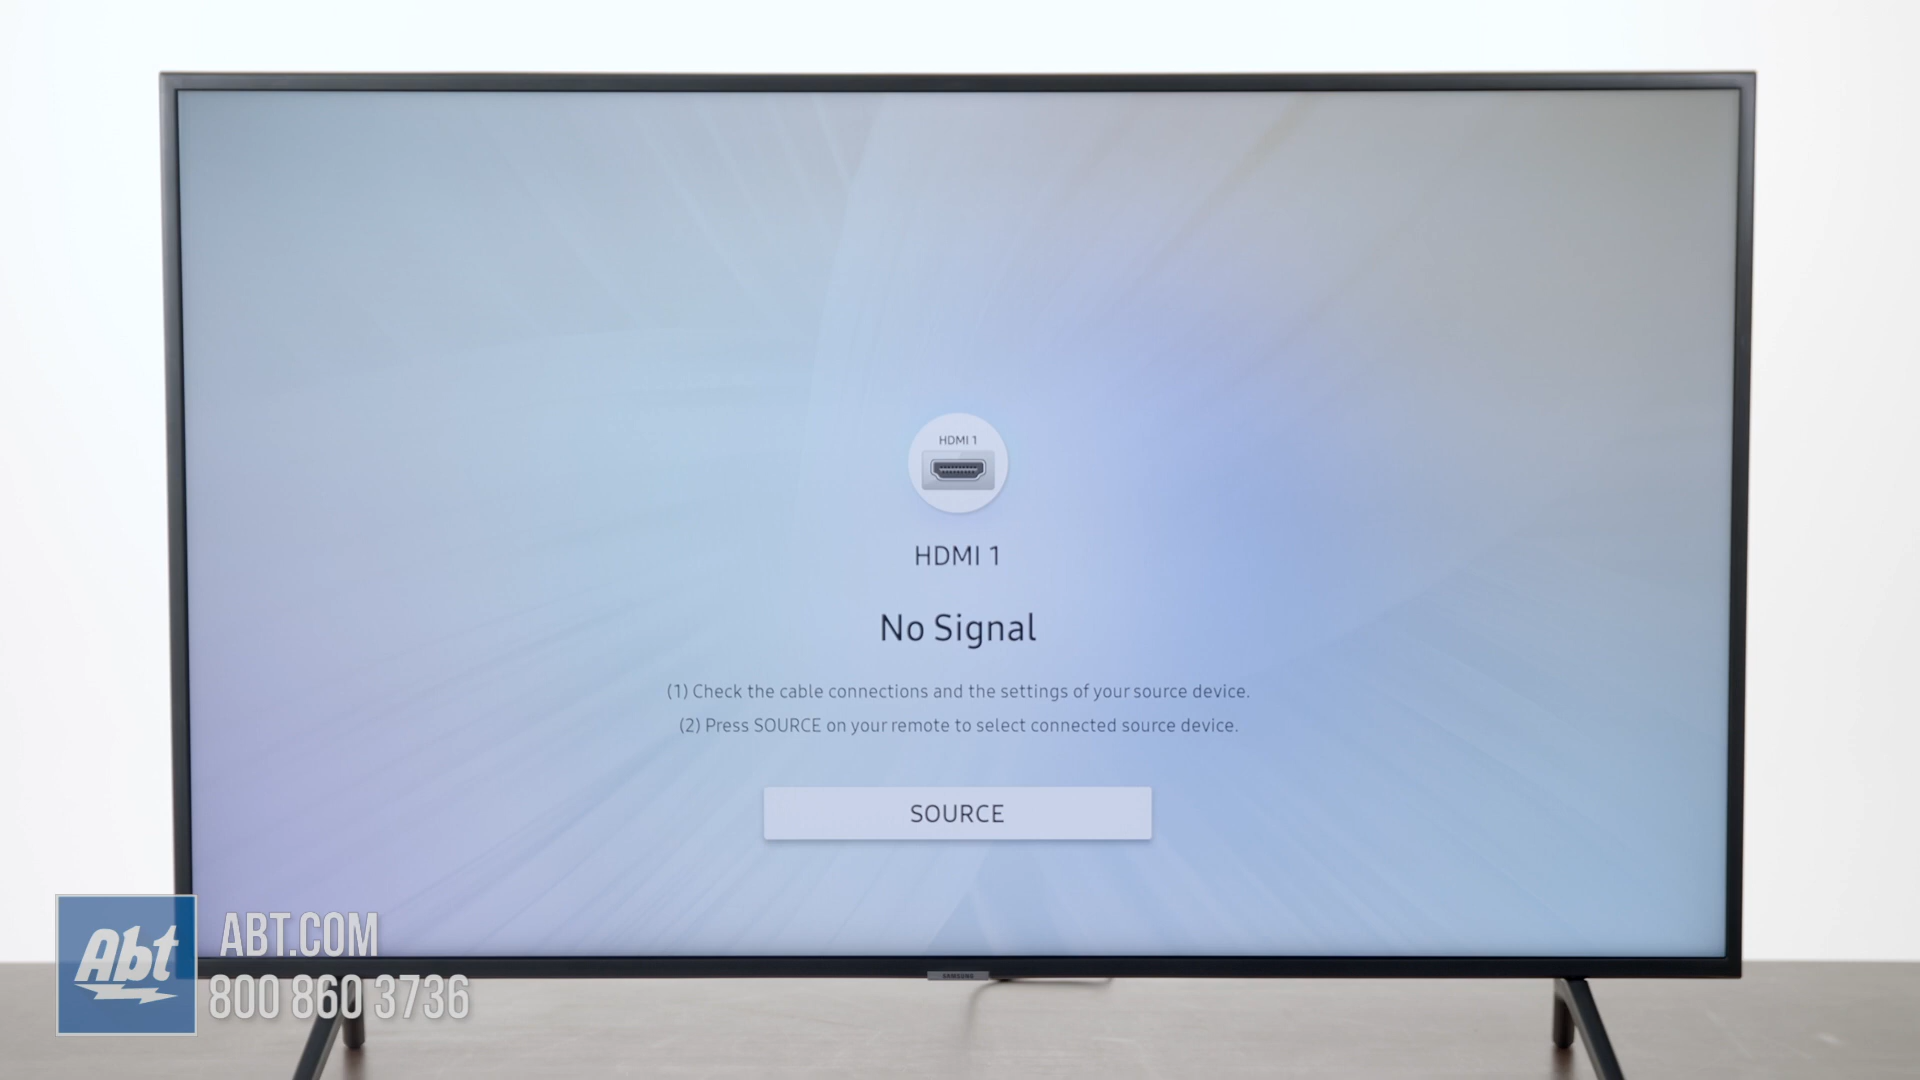 HDMI 1
HDMI 1
No Signal
(1) Check the cable connections and the settings of your source device.
(2) Press SOURCE on your remote to select connected source device.
SOURCE
SAMSUNG
Abt
ABT.COM
800 860 3736